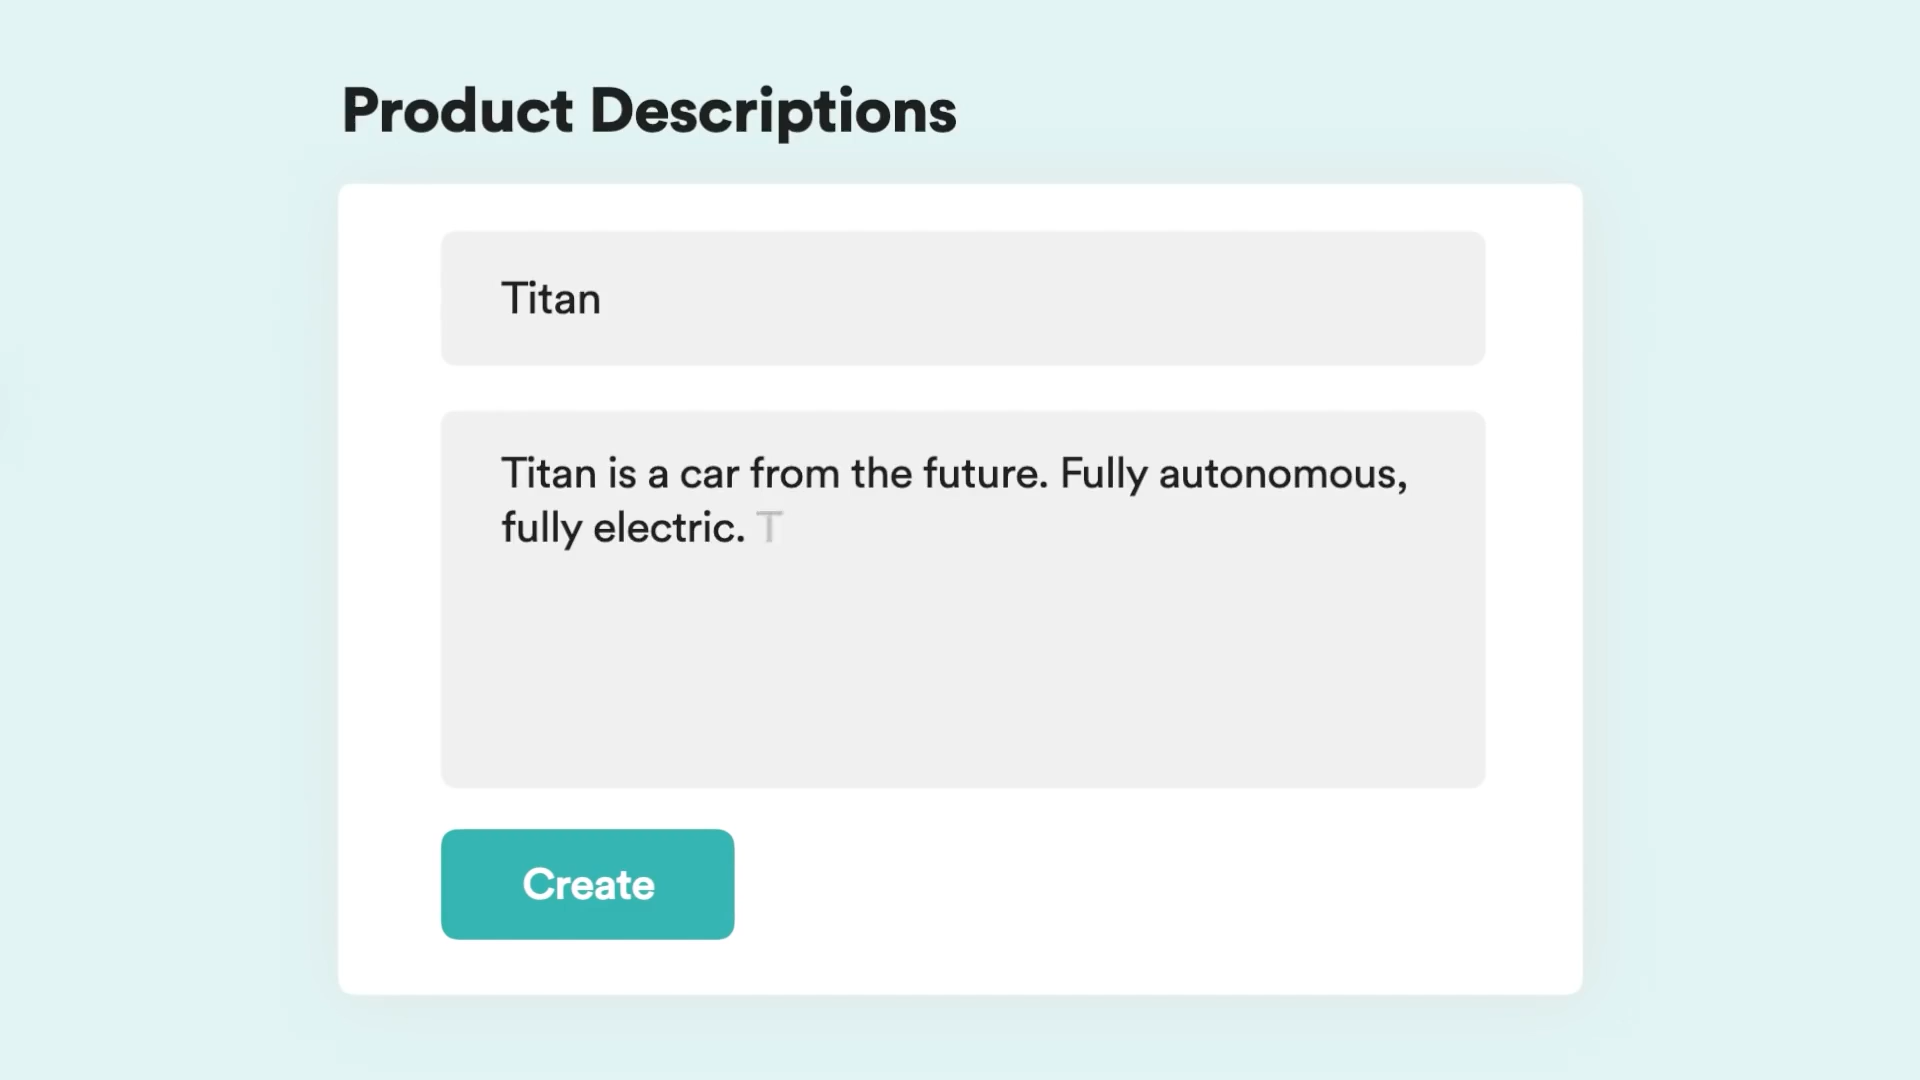 Product Descriptions
Titan
Titan is a car from the future. Fully autonomous,
fully electric. T
Create